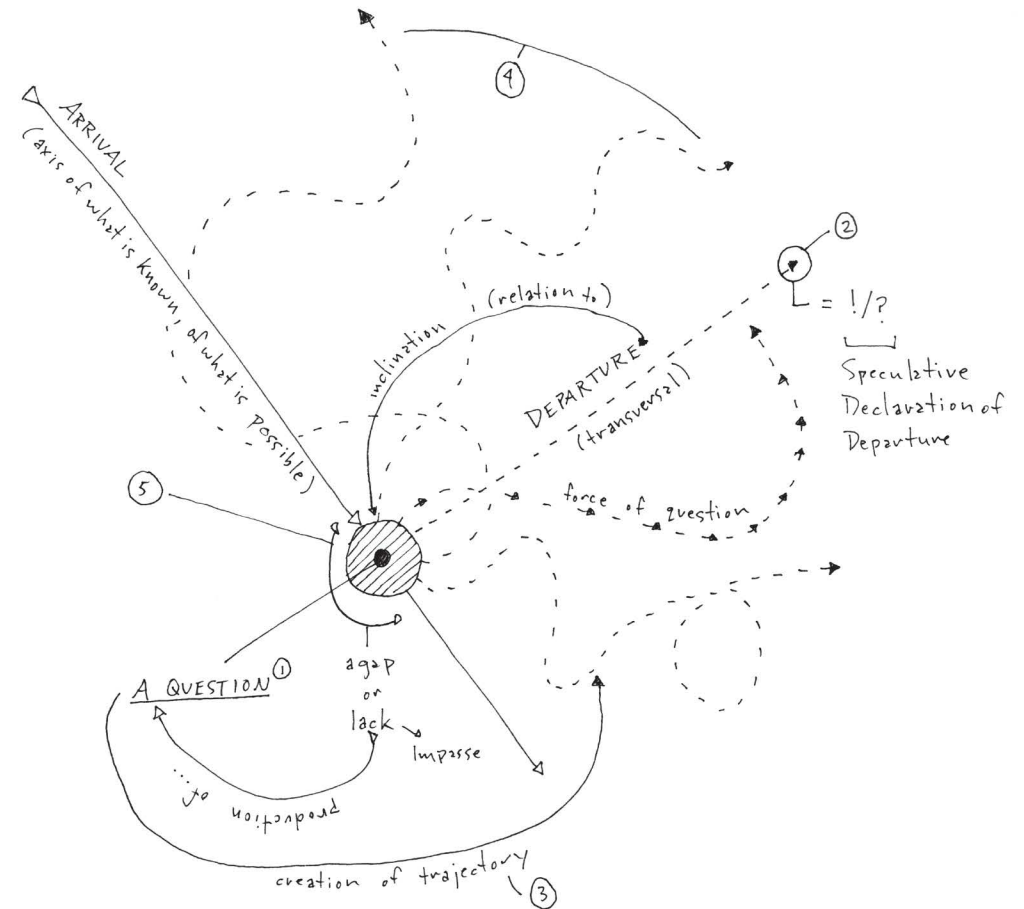 4
ARRIVAL
(axis of what is known, of what is possible)
2
= !/?
Speculative
Declaration of
Departure
(relation to)
inclination
DEPARTURE
(transversal)
5
force of question
A QUESTION 1
a gap
or
lack
Impasse
production of...
creation of trajectory
3